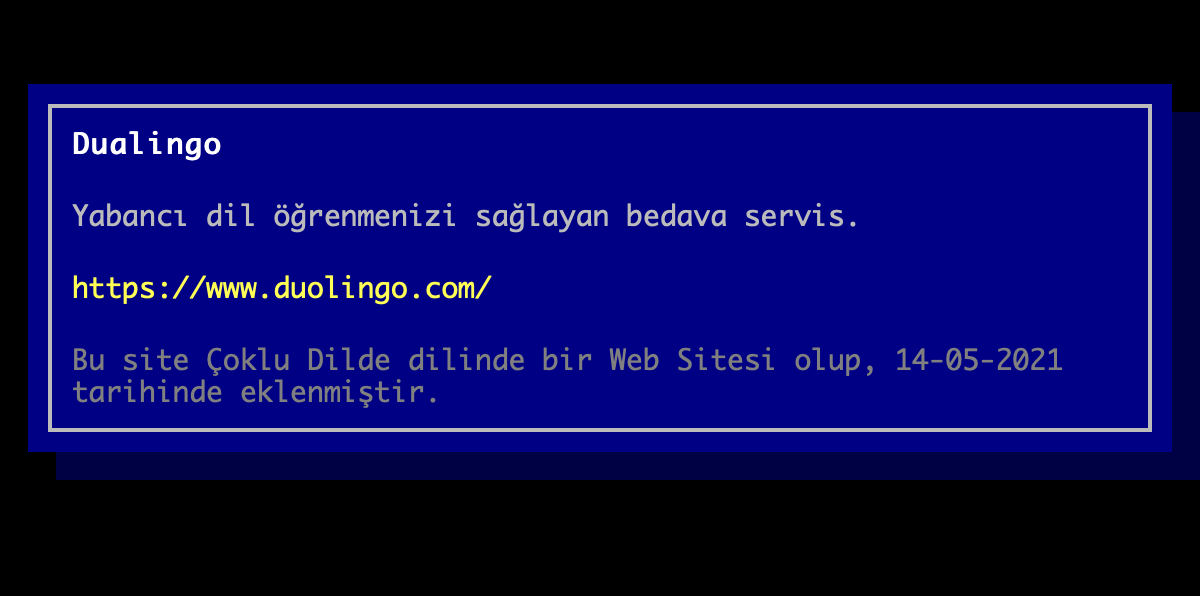 Dualingo
Yabancı dil öğrenmenizi sağlayan bedava servis.
https://www.duolingo.com/
Bu site Çoklu Dilde dilinde bir Web Sitesi olup, 14-05-2021
tarihinde eklenmiştir.